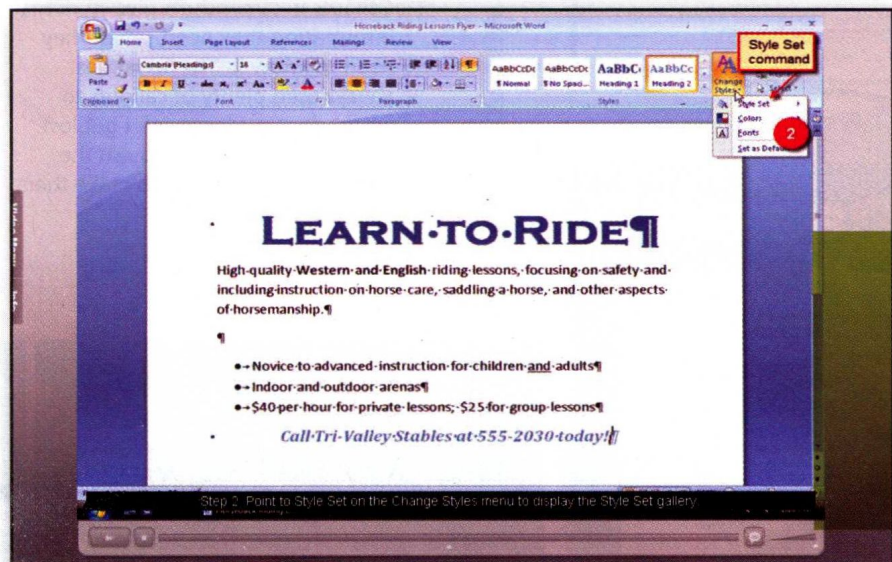 Horseback Riding Lessons Flyer - Microsoft Word
Home Insert Page Layout References Mailings Review View
Style Set
command
Cambria (Headings) 16
Paste
AaBbCcDc AaBbCcDc AaBbC AaBbCc
¶ Normal ¶ No Spaci... Heading 1 Heading 2
Change
Styles
Select
Clipboard Font Paragraph Styles
Style Set
Colors
Fonts
Set as Default
2
LEARN·TO·RIDE¶
High-quality·Western·and·English·riding·lessons,·focusing·on·safety·and·
including·instruction·on·horse·care,·saddling·a·horse,·and·other·aspects·
of·horsemanship.¶
¶
•→Novice·to·advanced·instruction·for·children·and·adults¶
•→Indoor·and·outdoor·arenas¶
•→$40·per·hour·for·private·lessons;·$25·for·group·lessons¶
Call·Tri-Valley·Stables·at·555-2030·today!¶
Step 2. Point to Style Set on the Change Styles menu to display the Style Set gallery.